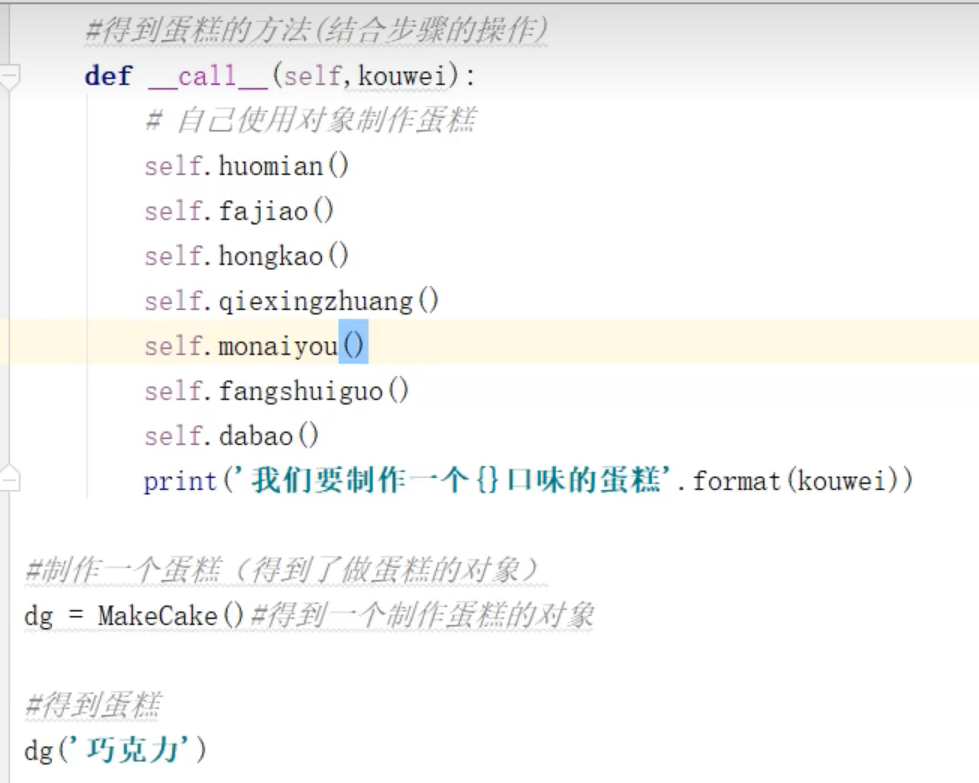 #得到蛋糕的方法(结合步骤的操作)
def __call__(self,kouwei):
# 自己使用对象制作蛋糕
self.huomian()
self.fajiao()
self.hongkao()
self.qiexingzhuang()
self.monaiyou()
self.fangshuiguo()
self.dabao()
print('我们要制作一个{}口味的蛋糕'.format(kouwei))
#制作一个蛋糕（得到了做蛋糕的对象）
dg = MakeCake()#得到一个制作蛋糕的对象
#得到蛋糕
dg('巧克力')